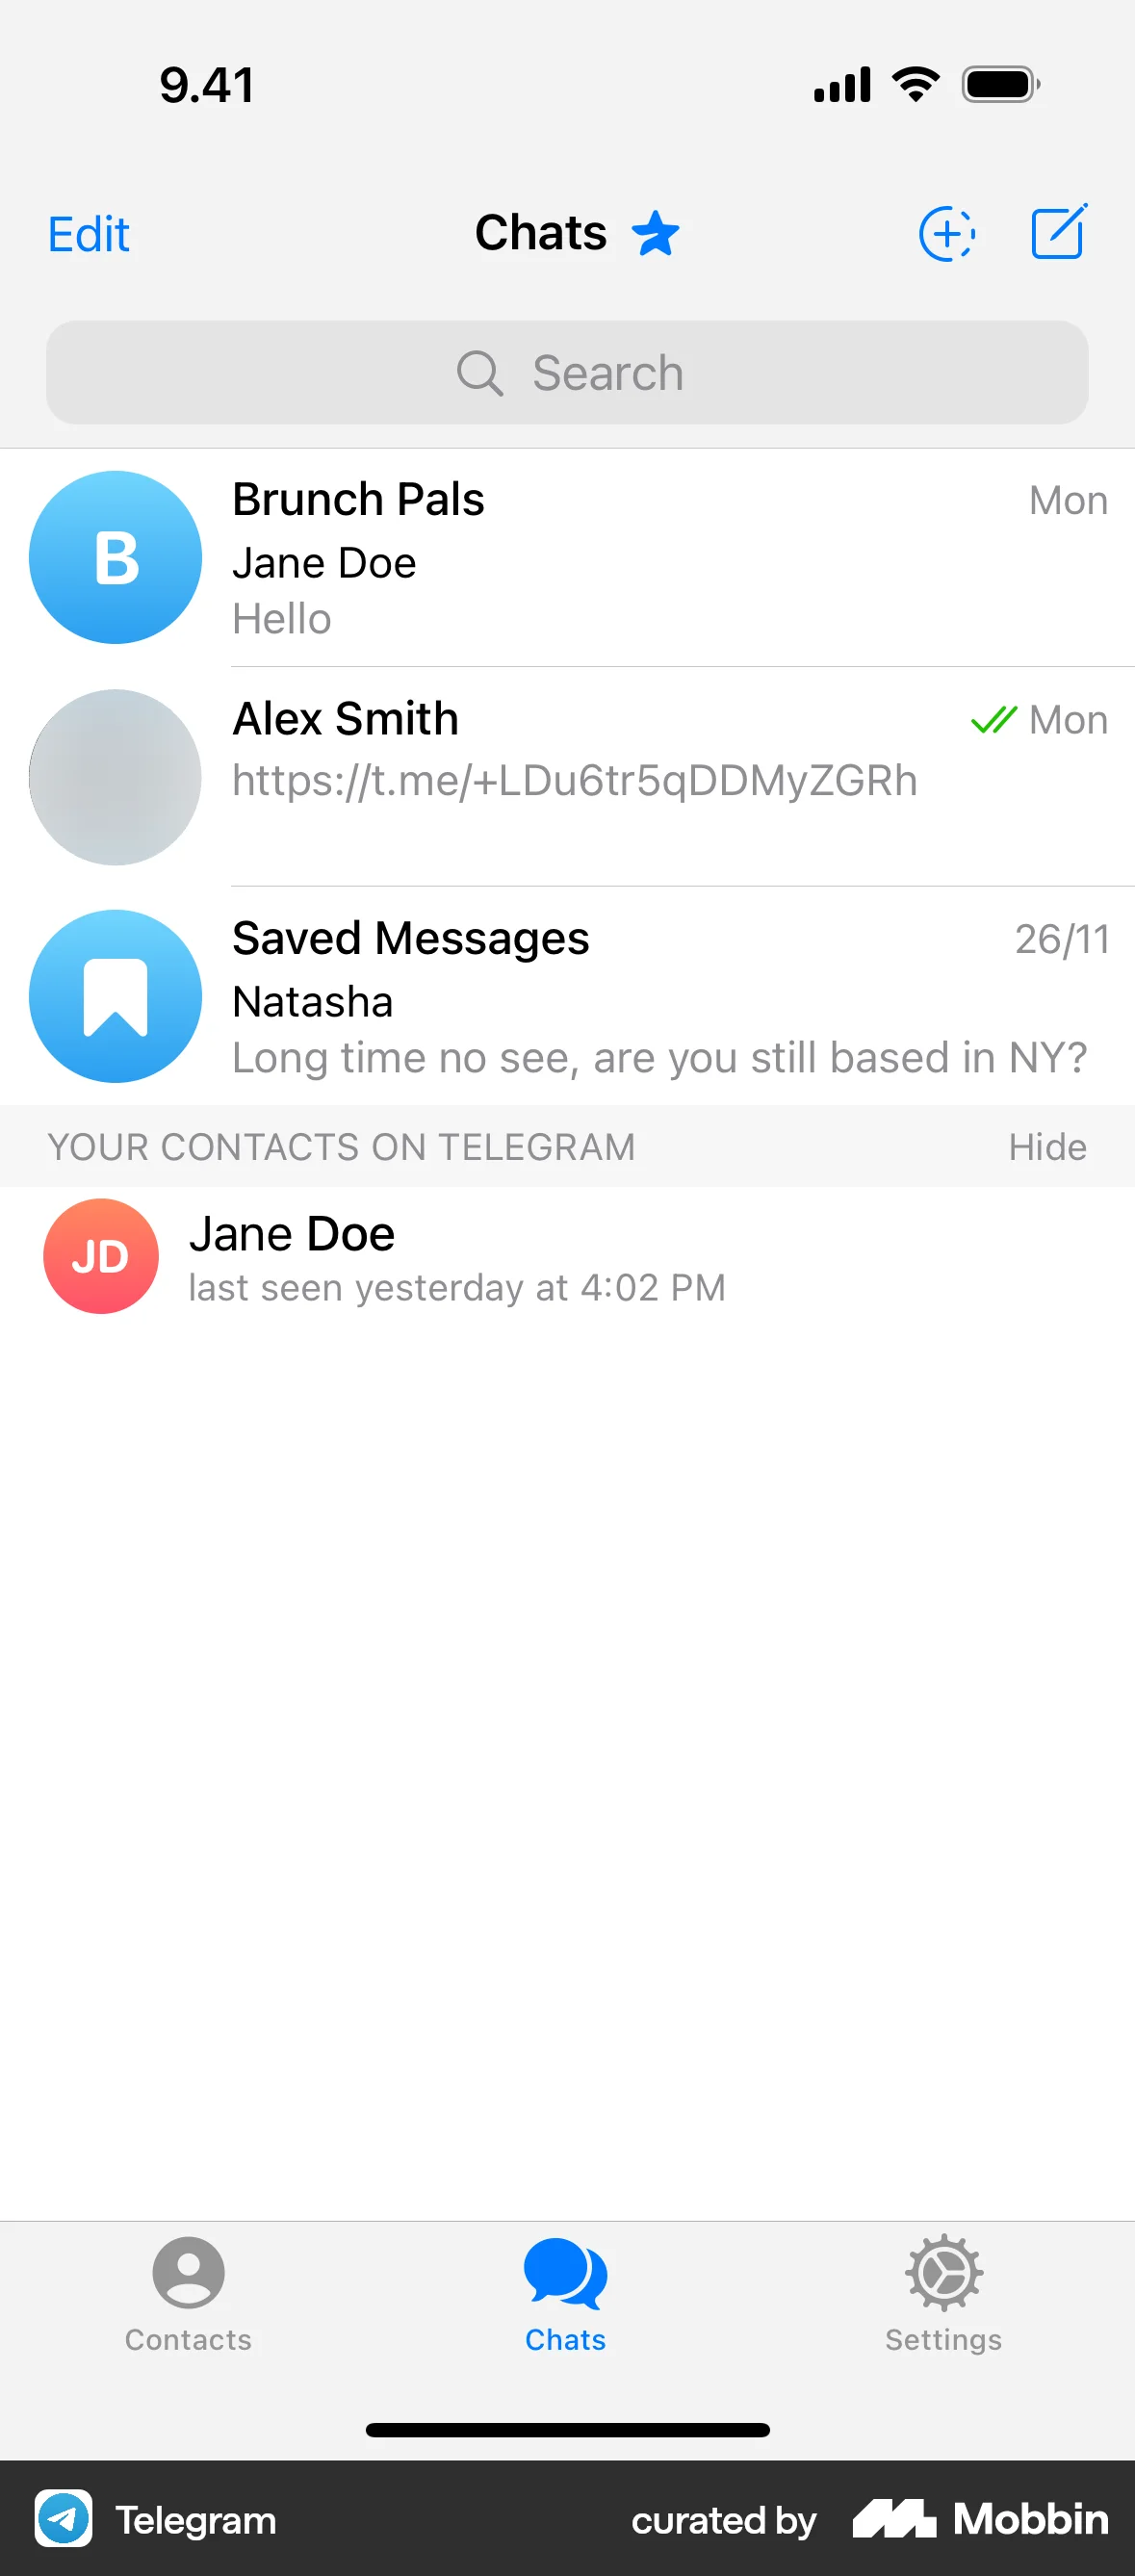 9.41
Edit
Chats
Search
B
Brunch Pals
Mon
Jane Doe
Hello
Alex Smith
Mon
https://t.me/+LDu6tr5qDDMyZGRh
Saved Messages
26/11
Natasha
Long time no see, are you still based in NY?
YOUR CONTACTS ON TELEGRAM
Hide
JD
Jane Doe
last seen yesterday at 4:02 PM
Contacts
Chats
Settings
Telegram
curated by
Mobbin